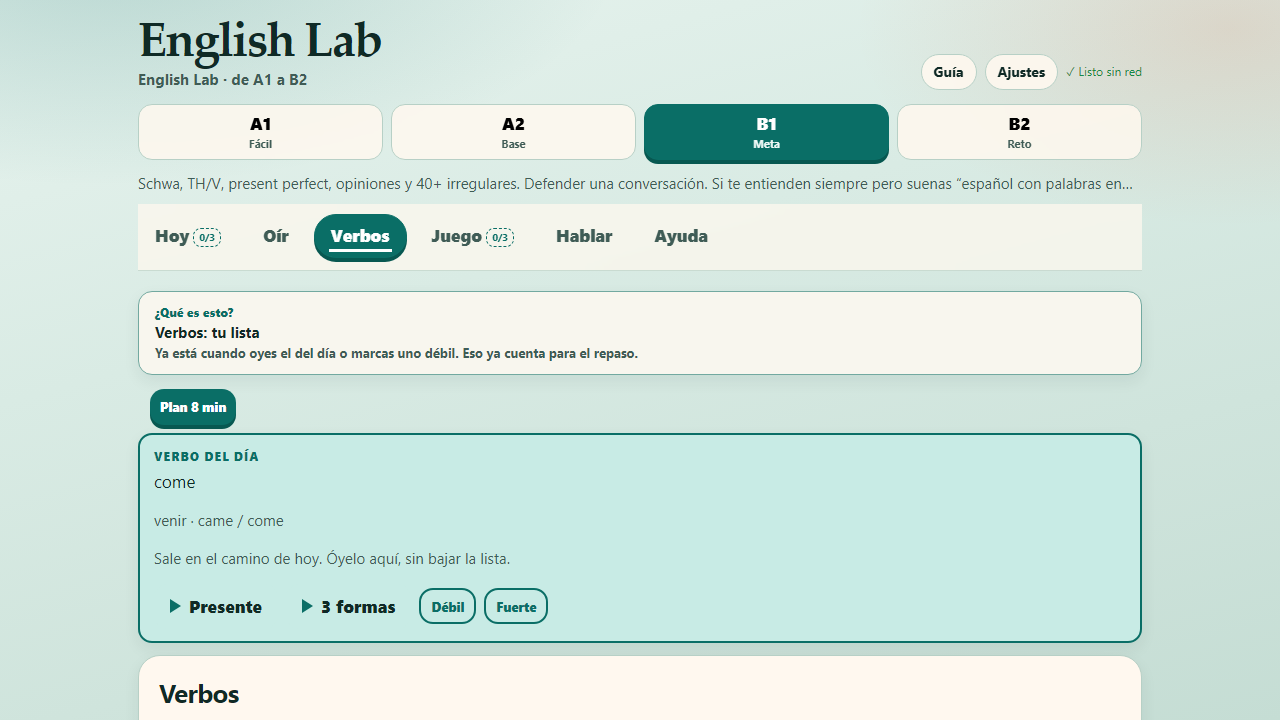 English Lab
English Lab · de A1 a B2
Guía
Ajustes
✓ Listo sin red
A1
Fácil
A2
Base
B1
Meta
B2
Reto
Schwa, TH/V, present perfect, opiniones y 40+ irregulares. Defender una conversación. Si te entienden siempre pero suenas “español con palabras en…
Hoy 0/3
Oír
Verbos
Juego 0/3
Hablar
Ayuda
¿Qué es esto?
Verbos: tu lista
Ya está cuando oyes el del día o marcas uno débil. Eso ya cuenta para el repaso.
Plan 8 min
VERBO DEL DÍA
come
venir · came / come
Sale en el camino de hoy. Óyelo aquí, sin bajar la lista.
Presente
3 formas
Débil
Fuerte
Verbos